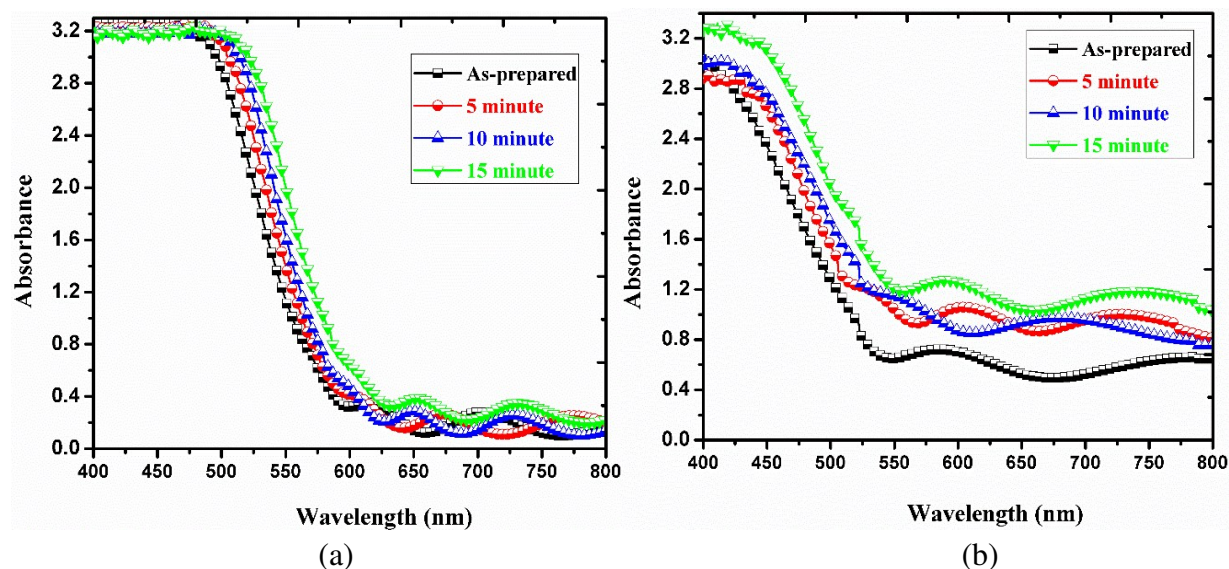 As-prepared
5 minute
10 minute
15 minute
Absorbance
3.2
2.8
2.4
2.0
1.6
1.2
0.8
0.4
0.0
400 450 500 550 600 650 700 750 800
Wavelength (nm)
(a)
As-prepared
5 minute
10 minute
15 minute
Absorbance
3.2
2.8
2.4
2.0
1.6
1.2
0.8
0.4
0.0
400 450 500 550 600 650 700 750 800
Wavelength (nm)
(b)